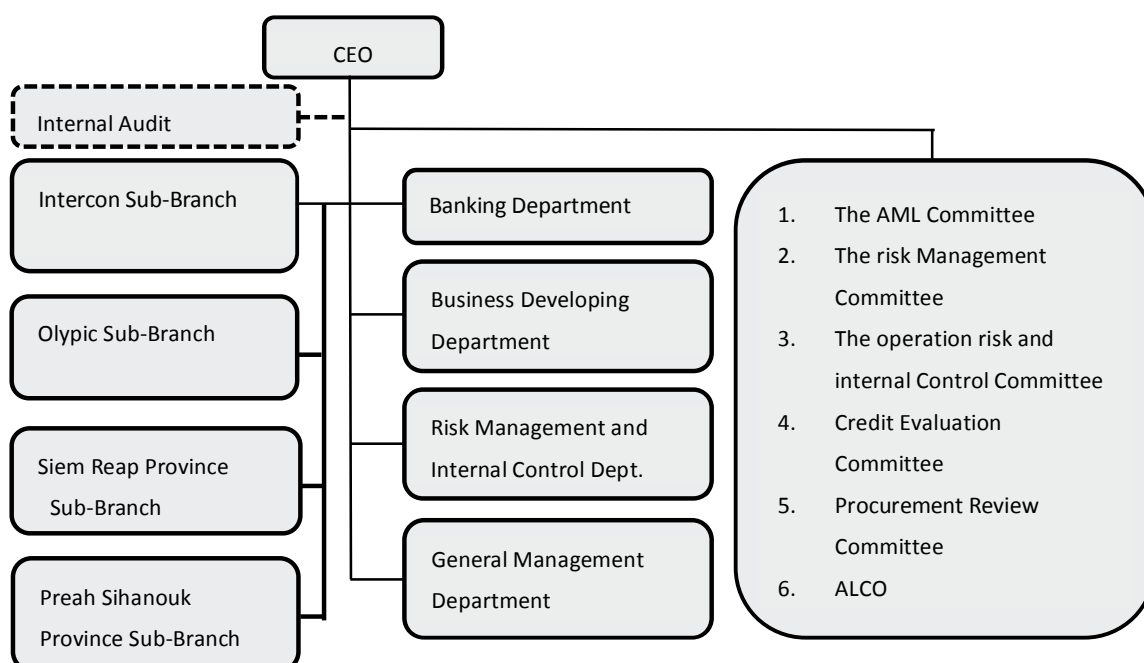 CEO
Internal Audit
Intercon Sub-Branch
Olypic Sub-Branch
Siem Reap Province
Sub-Branch
Preah Sihanouk
Province Sub-Branch
Banking Department
Business Developing
Department
Risk Management and
Internal Control Dept.
General Management
Department
1. The AML Committee
2. The risk Management
Committee
3. The operation risk and
internal Control Committee
4. Credit Evaluation
Committee
5. Procurement Review
Committee
6. ALCO